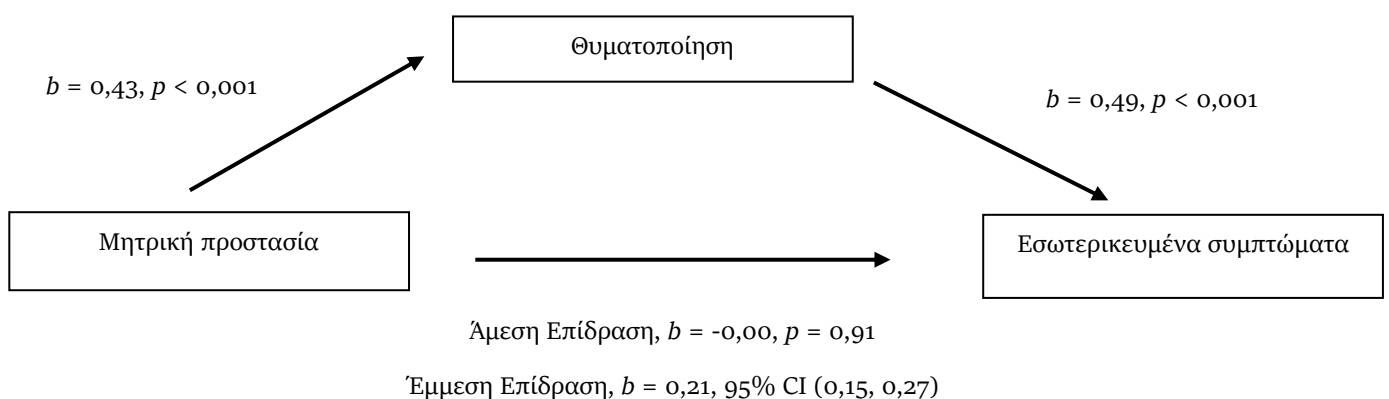 Θυματοποίηση
b = 0,43, p < 0,001
b = 0,49, p < 0,001
Μητρική προστασία
Εσωτερικευμένα συμπτώματα
Άμεση Επίδραση, b = -0,00, p = 0,91
Έμμεση Επίδραση, b = 0,21, 95% CI (0,15, 0,27)